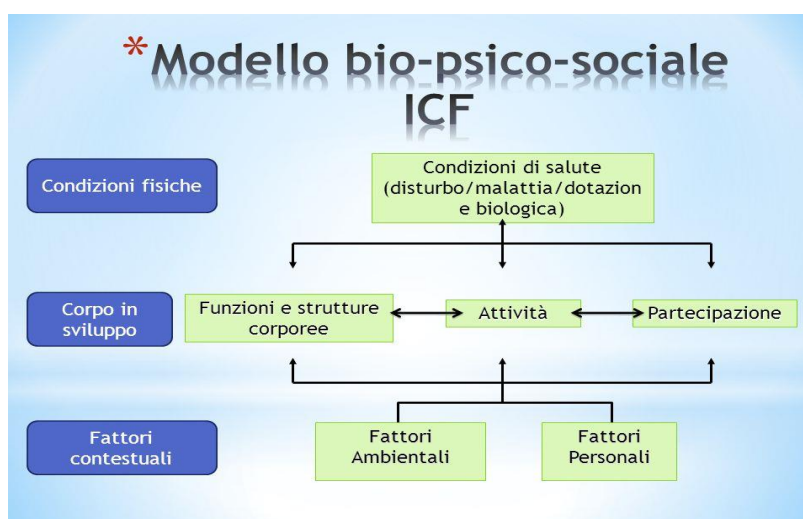 *Modello bio-psico-sociale
ICF
Condizioni fisiche
Condizioni di salute
(disturbo/malattia/dotazion
e biologica)
Corpo in
sviluppo
Funzioni e strutture
corporee
Attività
Partecipazione
Fattori
contestuali
Fattori
Ambientali
Fattori
Personali